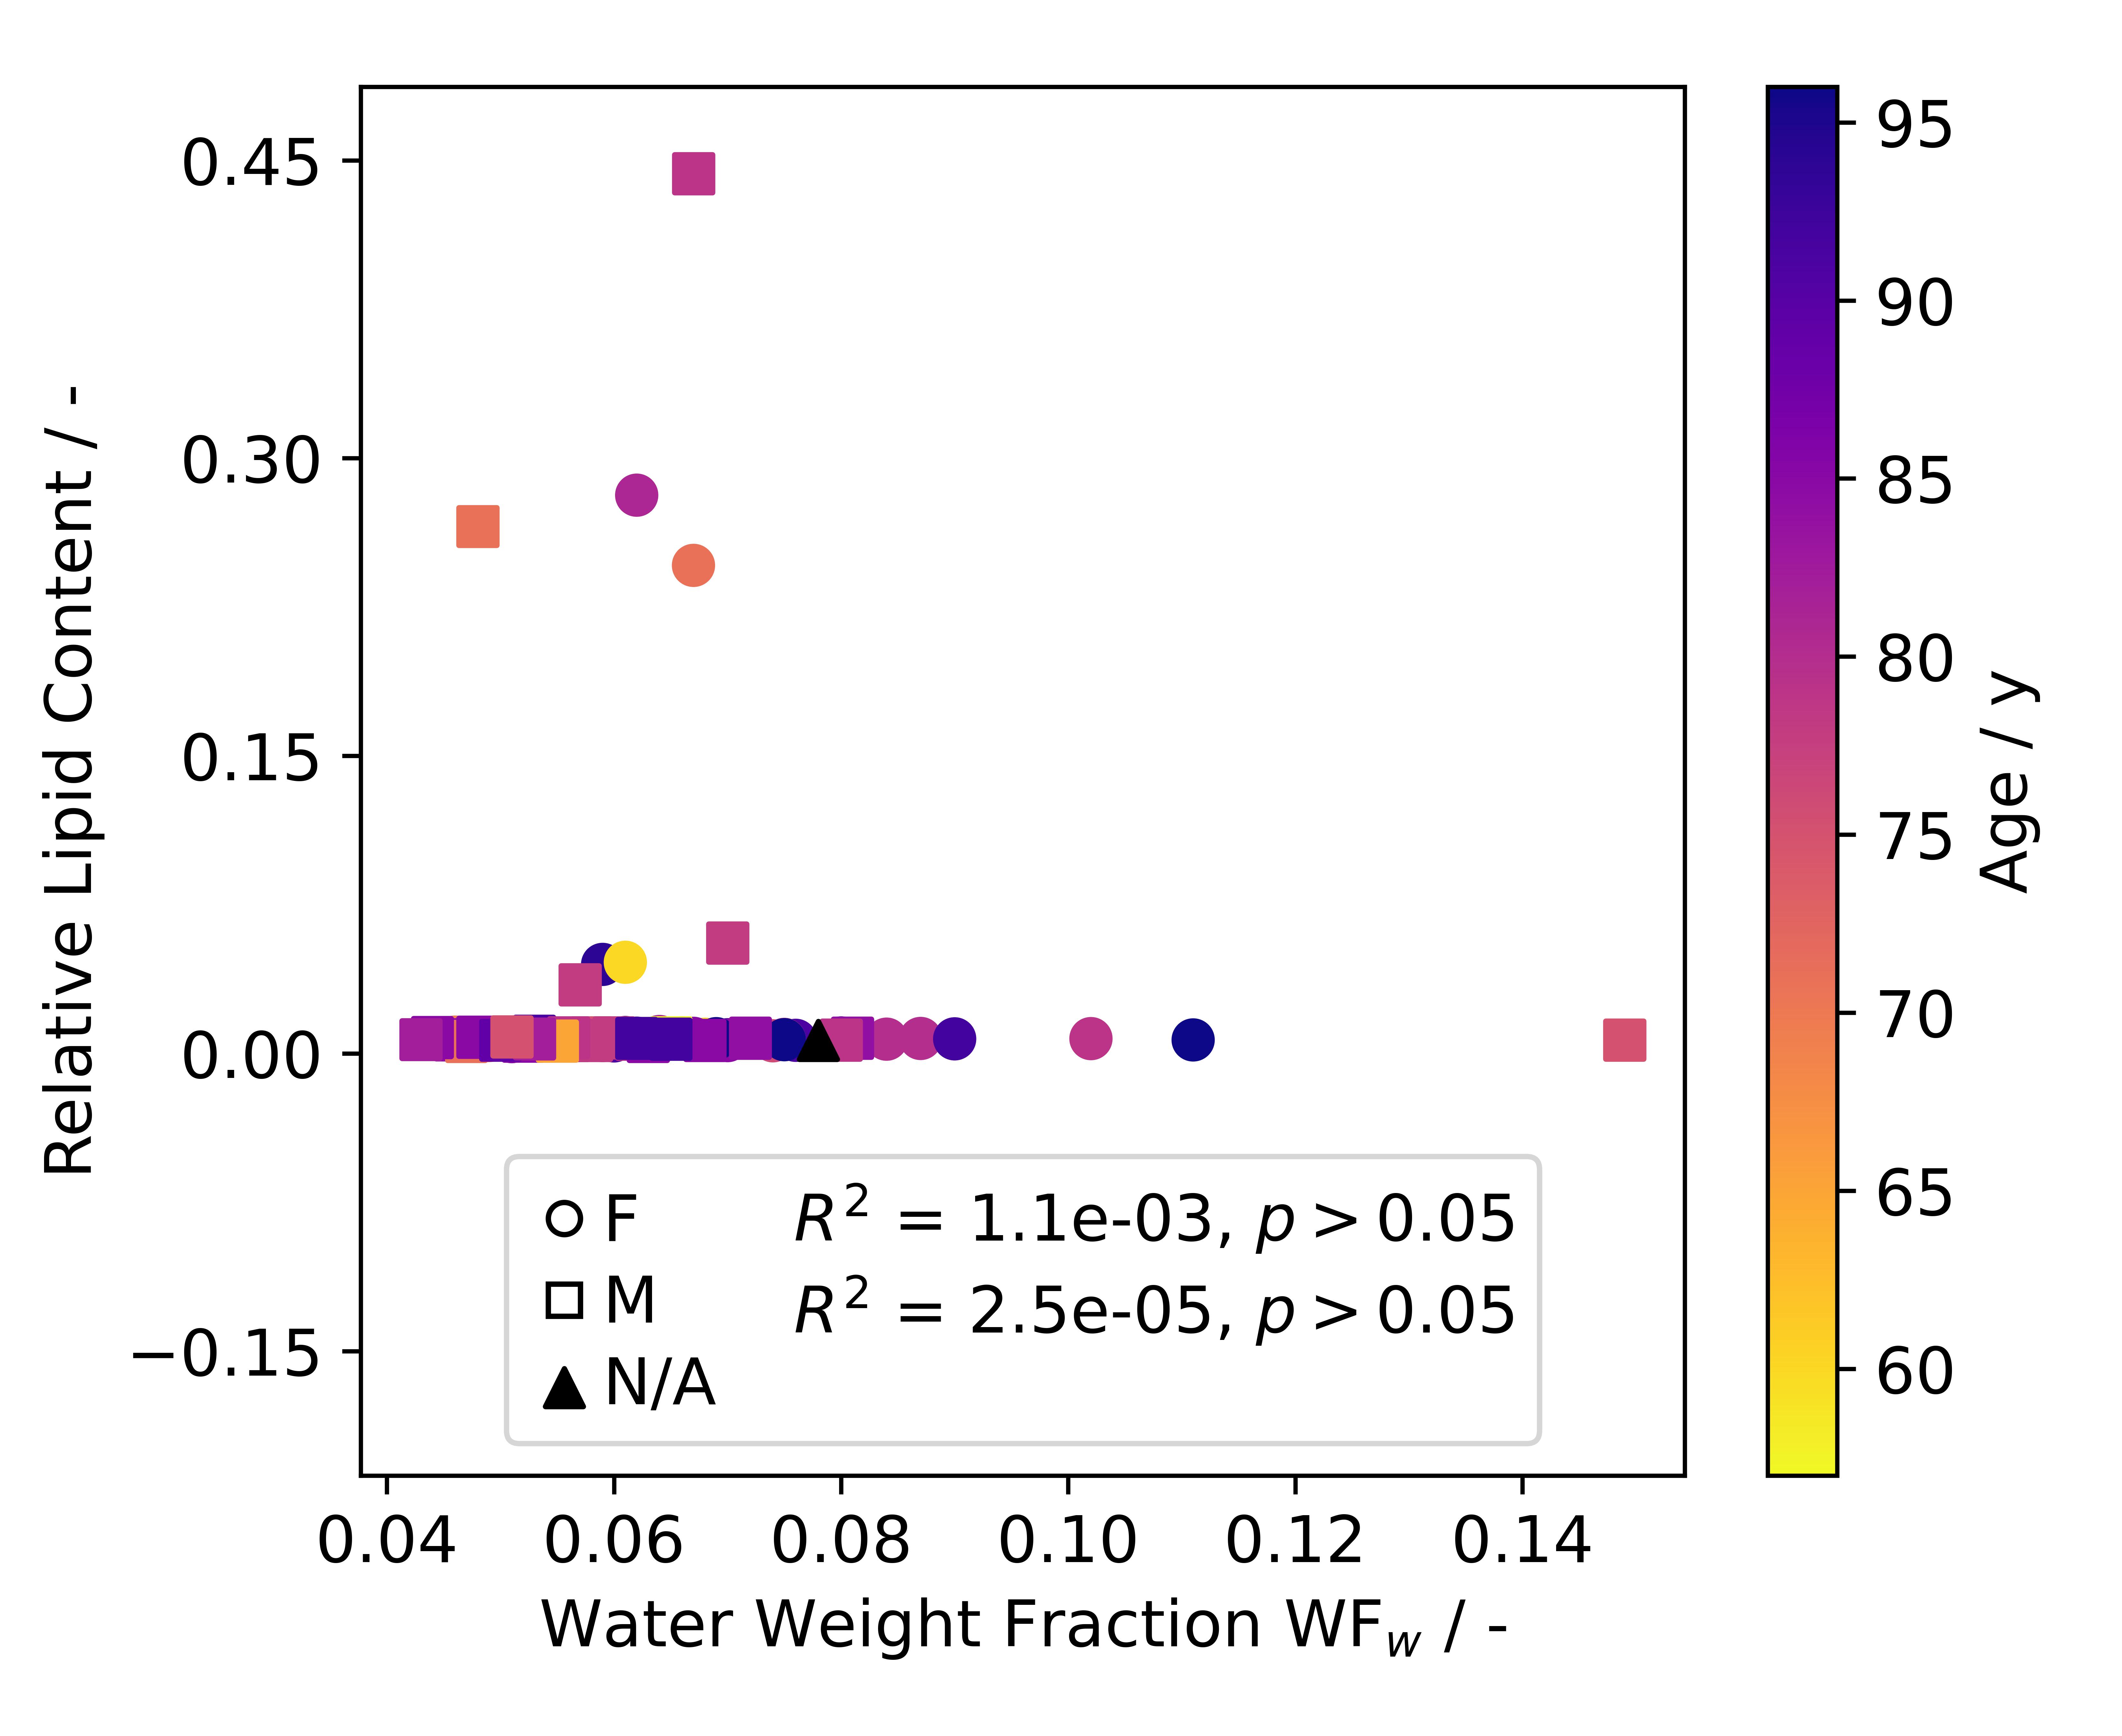 0.45
0.30
0.15
0.00
−0.15
Relative Lipid Content / -
0.04 0.06 0.08 0.10 0.12 0.14
Water Weight Fraction WF_w / -
F R² = 1.1e-03, p > 0.05
M R² = 2.5e-05, p > 0.05
N/A
95
90
85
80
75
70
65
60
Age / y